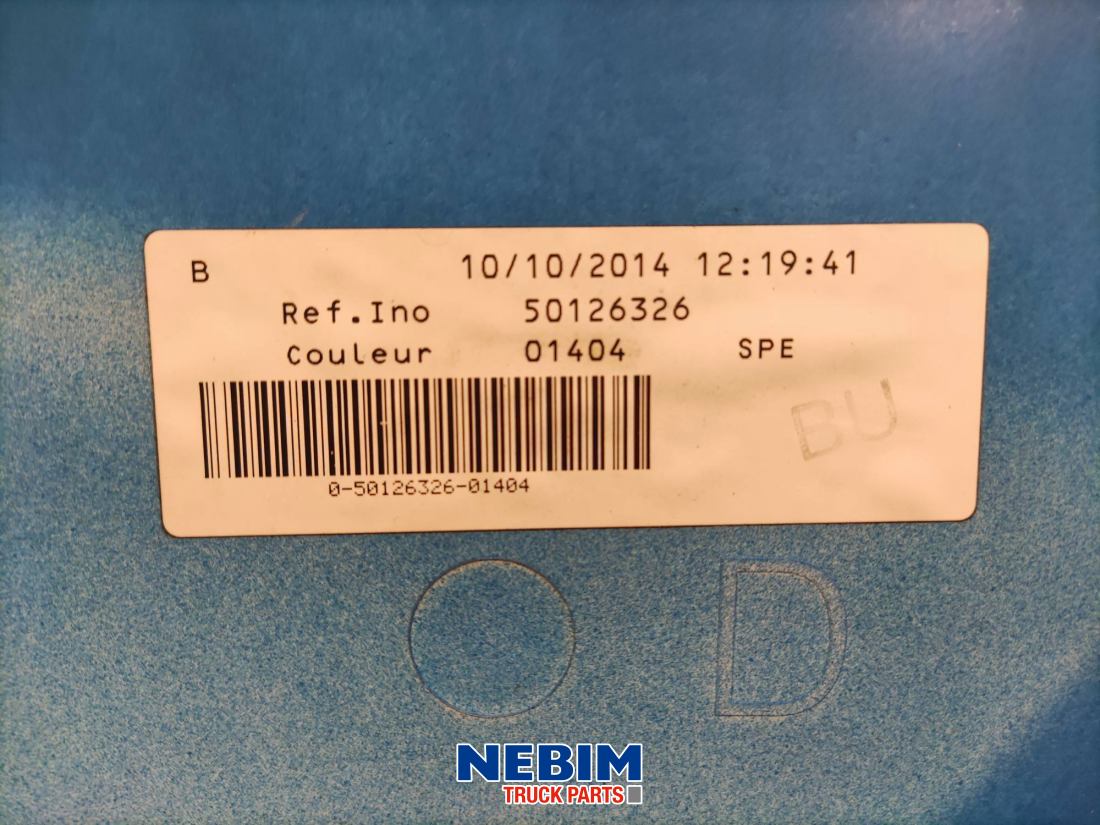 B 10/10/2014 12:19:41
Ref.Ino 50126326
Couleur 01404 SPE
BU
0-50126326-01404
D
NEBIM
TRUCK PARTS